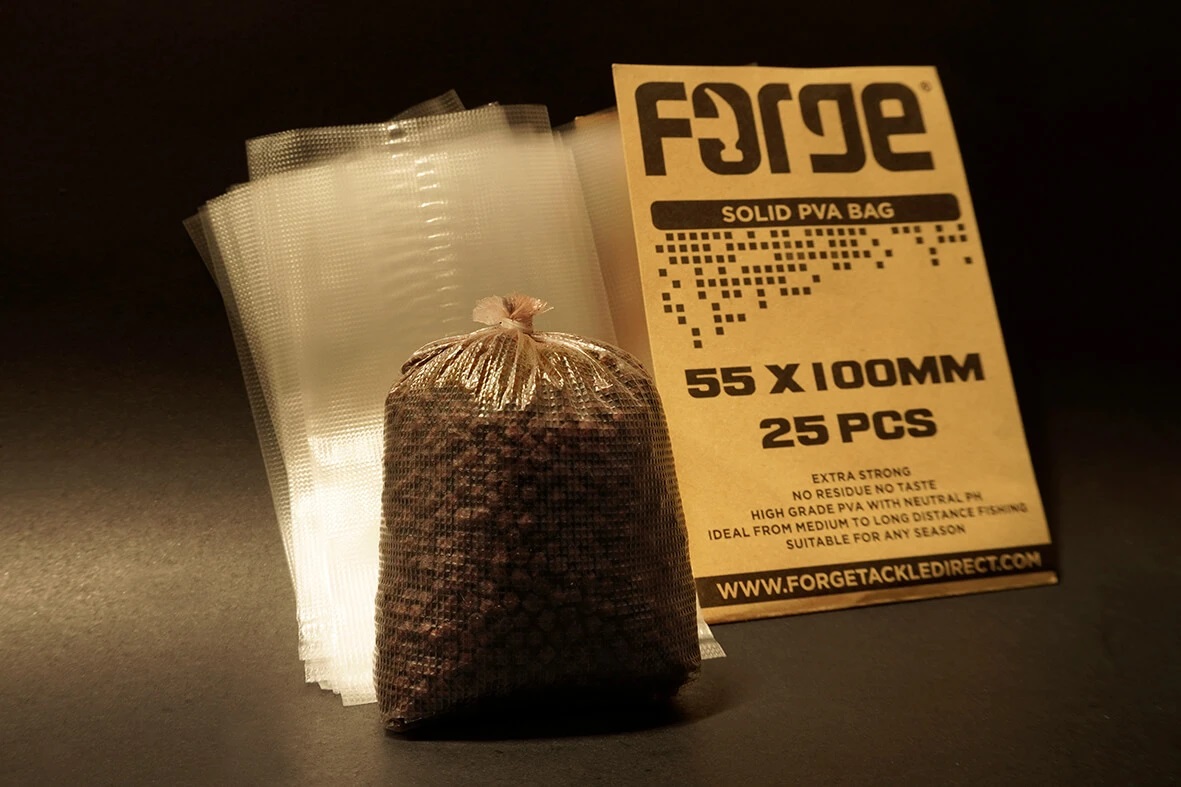 FORGE®
SOLID PVA BAG
55 X 100MM
25 PCS
EXTRA STRONG
NO RESIDUE NO TASTE
HIGH GRADE PVA WITH NEUTRAL PH
IDEAL FROM MEDIUM TO LONG DISTANCE FISHING
SUITABLE FOR ANY SEASON
WWW.FORGETACKLEDIRECT.COM